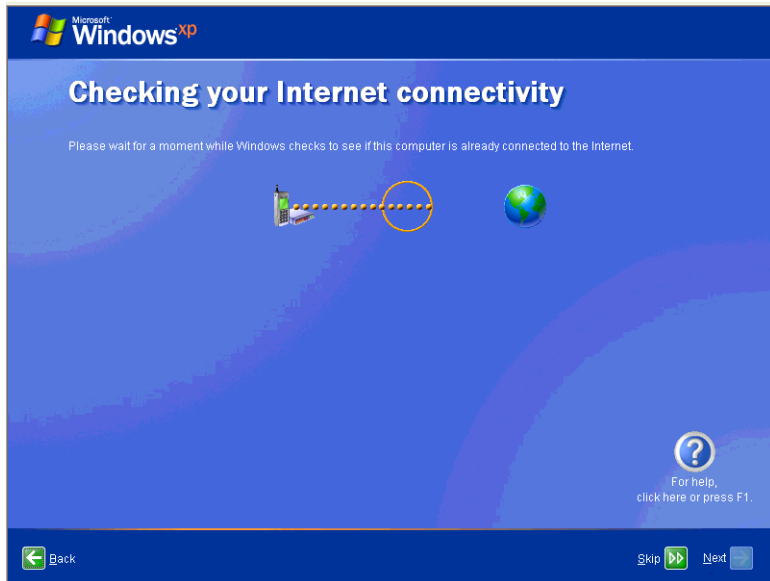 Microsoft
Windows xp
Checking your Internet connectivity
Please wait for a moment while Windows checks to see if this computer is already connected to the Internet.
For help,
click here or press F1.
Back
Skip
Next